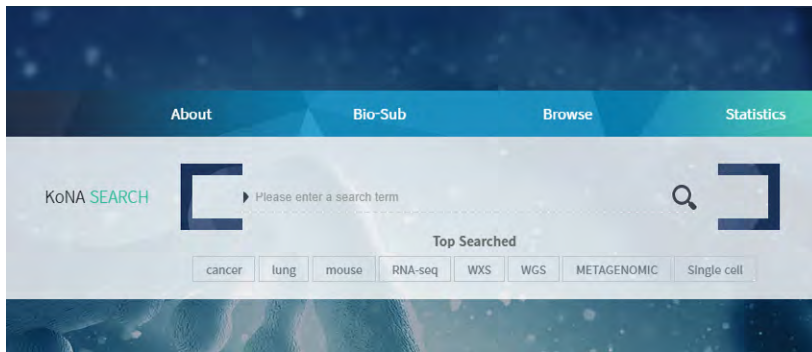 About Bio-Sub Browse Statistics
KoNA SEARCH Please enter a search term
Top Searched
cancer lung mouse RNA-seq WXS WGS METAGENOMIC Single cell